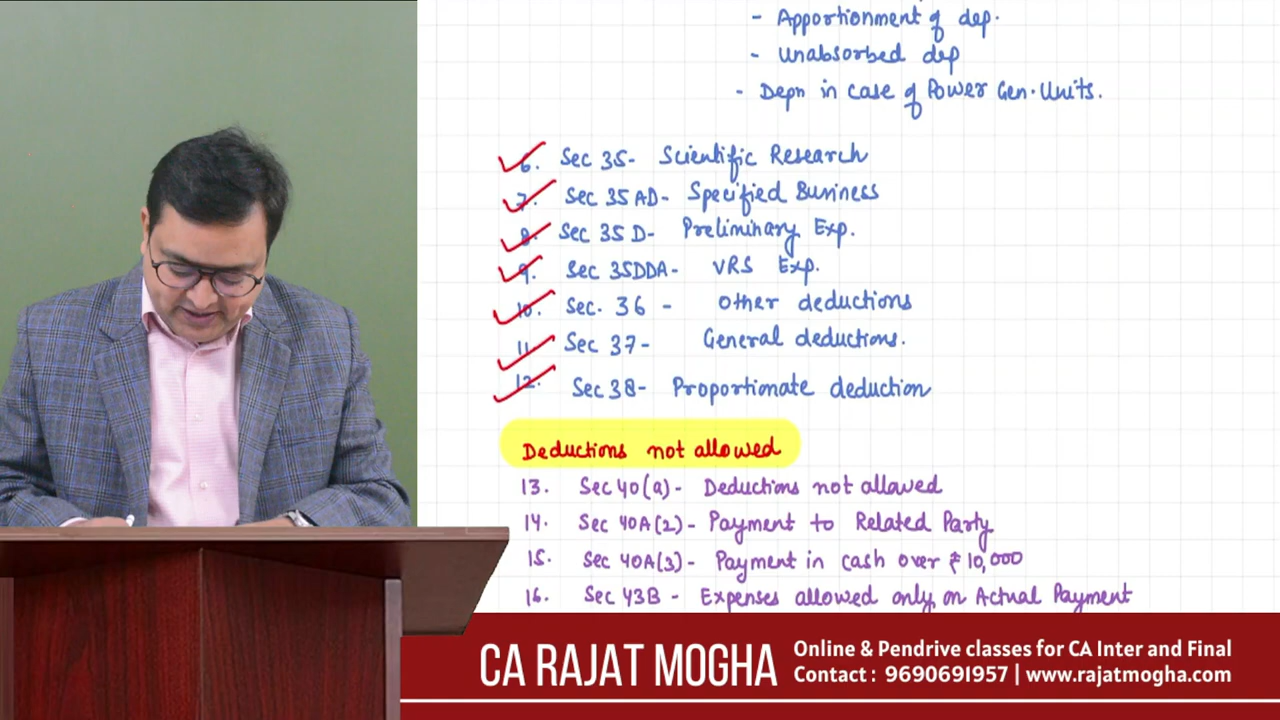 - Apportionment of dep.
- Unabsorbed dep
- Depn in case of Power Gen. Units.
6. Sec 35- Scientific Research
7. Sec 35 AD- Specified Business
8. Sec 35 D- Preliminary Exp.
9. Sec 35DDA- VRS Exp.
10. Sec. 36 - Other deductions
11. Sec 37- General deductions.
12. Sec 38- Proportionate deduction
Deductions not allowed
13. Sec 40(a)- Deductions not allowed
14. Sec 40A(2)- Payment to Related Party
15. Sec 40A(3)- Payment in cash over ₹ 10,000
16. Sec 43B - Expenses allowed only on Actual Payment
CA RAJAT MOGHA
Online & Pendrive classes for CA Inter and Final
Contact : 9690691957 | www.rajatmogha.com